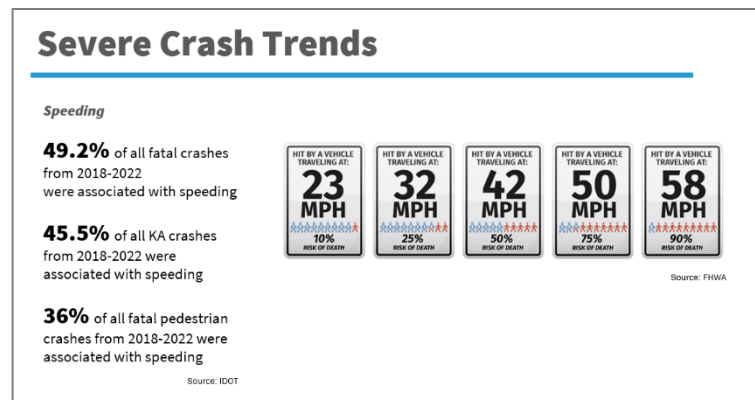 Severe Crash Trends
Speeding
49.2% of all fatal crashes
from 2018-2022
were associated with speeding
45.5% of all KA crashes
from 2018-2022 were
associated with speeding
36% of all fatal pedestrian
crashes from 2018-2022 were
associated with speeding
Source: IDOT
HIT BY A VEHICLE
TRAVELING AT:
23
MPH
10%
RISK OF DEATH
HIT BY A VEHICLE
TRAVELING AT:
32
MPH
25%
RISK OF DEATH
HIT BY A VEHICLE
TRAVELING AT:
42
MPH
50%
RISK OF DEATH
HIT BY A VEHICLE
TRAVELING AT:
50
MPH
75%
RISK OF DEATH
HIT BY A VEHICLE
TRAVELING AT:
58
MPH
90%
RISK OF DEATH
Source: FHWA